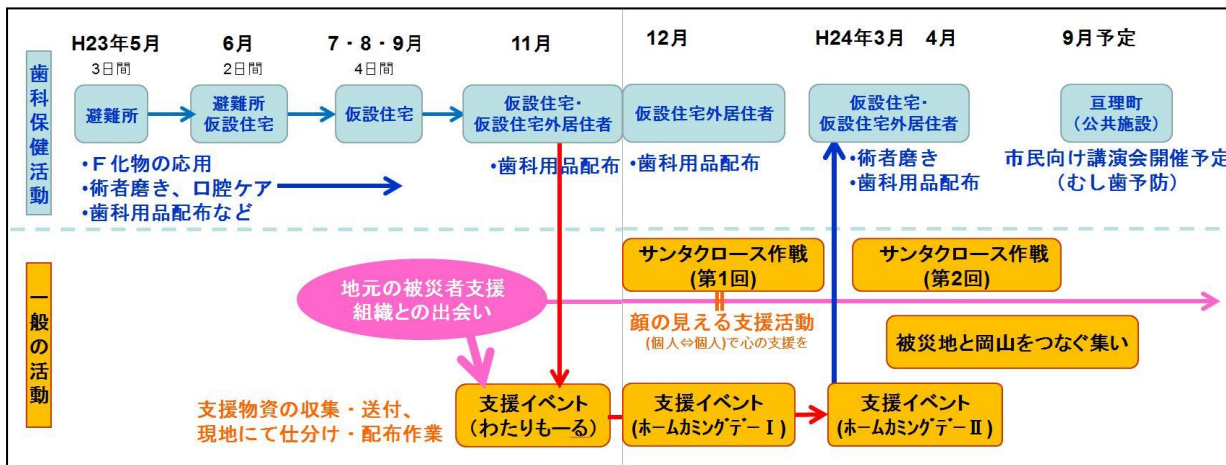 H23年5月
3日間
6月
2日間
7・8・9月
4日間
11月
12月
H24年3月 4月
9月予定
歯科保健活動
避難所
避難所
仮設住宅
仮設住宅
仮設住宅・
仮設住宅外居住者
仮設住宅外居住者
仮設住宅・
仮設住宅外居住者
亘理町
(公共施設)
・F化物の応用
・術者磨き、口腔ケア
・歯科用品配布など
・歯科用品配布
・歯科用品配布
・術者磨き
・歯科用品配布
市民向け講演会開催予定
(むし歯予防)
一般の活動
地元の被災者支援
組織との出会い
サンタクロース作戦
(第1回)
サンタクロース作戦
(第2回)
顔の見える支援活動
(個人⇔個人)で心の支援を
被災地と岡山をつなぐ集い
支援物資の収集・送付、
現地にて仕分け・配布作業
支援イベント
(わたりもーる)
支援イベント
(ホームカミングデーⅠ)
支援イベント
(ホームカミングデーⅡ)